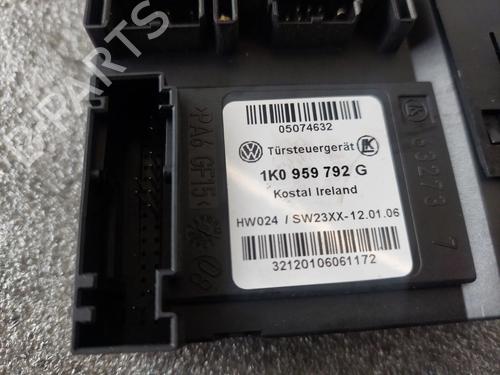 05074632
Türsteuergerät
1K0 959 792 G
Kostal Ireland
HW024 / SW23XX-12.01.06
32120106061172
>PA6 GF15<
PARTS